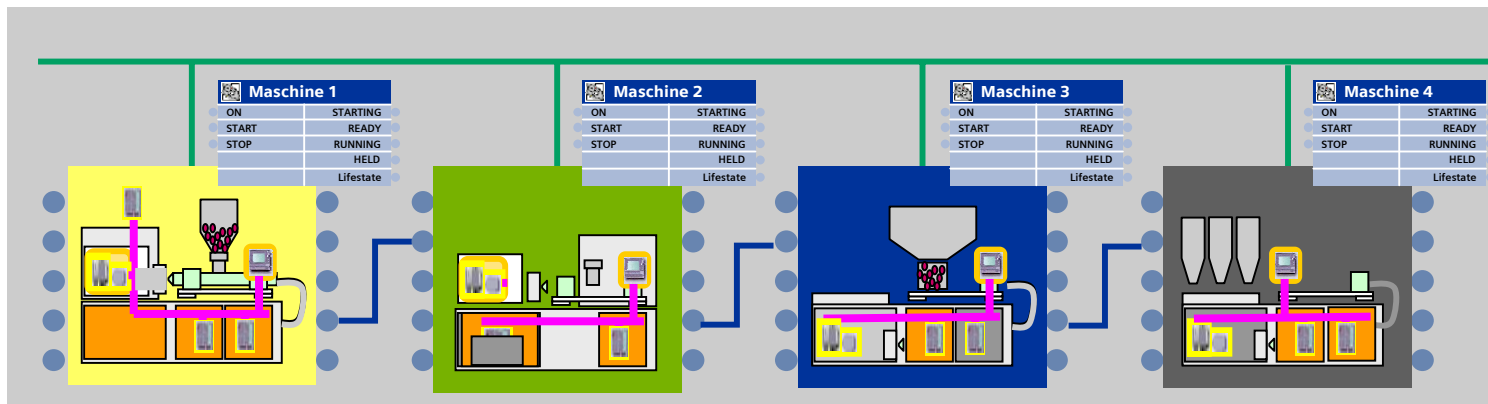 Maschine 1
ON STARTING
START READY
STOP RUNNING
HELD
Lifestate
Maschine 2
ON STARTING
START READY
STOP RUNNING
HELD
Lifestate
Maschine 3
ON STARTING
START READY
STOP RUNNING
HELD
Lifestate
Maschine 4
ON STARTING
START READY
STOP RUNNING
HELD
Lifestate